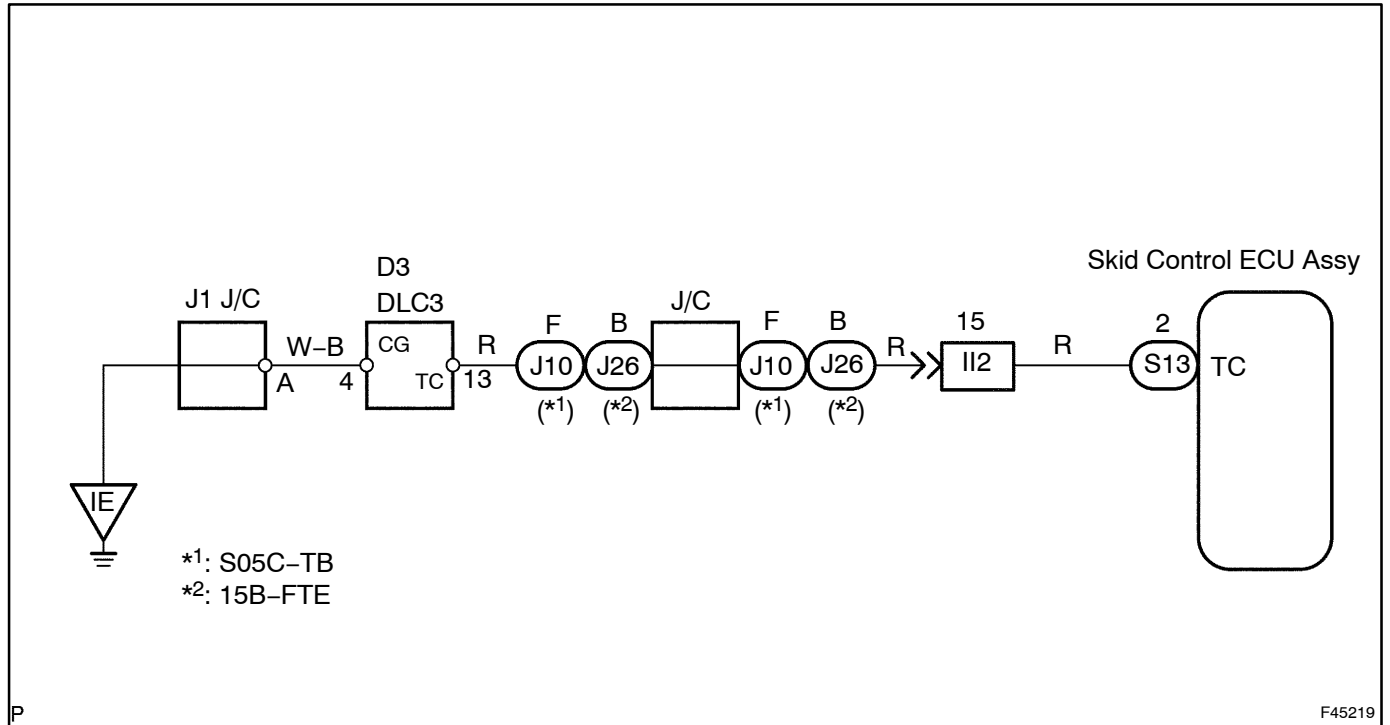 Skid Control ECU Assy
D3
J1 J/C
DLC3
F
B
J/C
F
B
15
2
W−B
CG
R
J10
J26
J10
J26
R
II2
R
S13
TC
A
4
TC
13
(*1)
(*2)
(*1)
(*2)
IE
*1: S05C−TB
*2: 15B−FTE
P
F45219